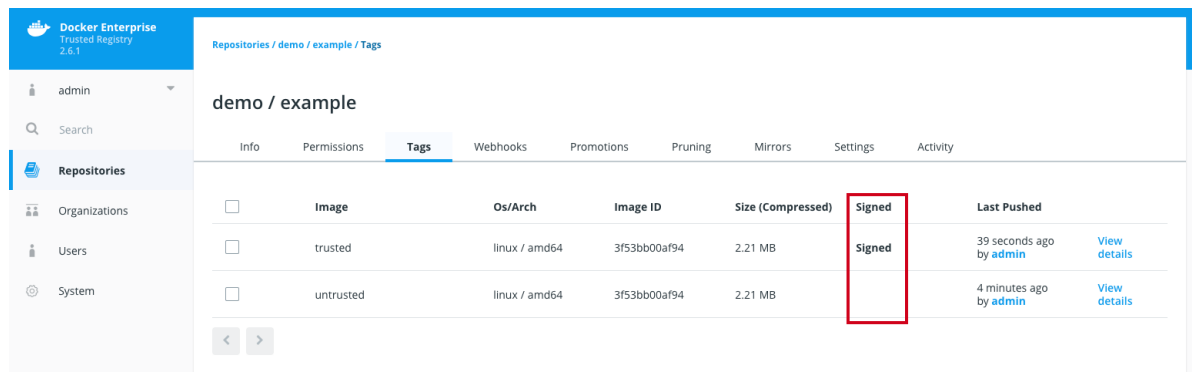 Docker Enterprise
Trusted Registry
2.6.1
admin
Search
Repositories
Organizations
Users
System
Repositories / demo / example / Tags
demo / example
Info Permissions Tags Webhooks Promotions Pruning Mirrors Settings Activity
Image Os/Arch Image ID Size (Compressed) Signed Last Pushed
trusted linux / amd64 3f53bb00af94 2.21 MB Signed 39 seconds ago by admin View details
untrusted linux / amd64 3f53bb00af94 2.21 MB 4 minutes ago by admin View details